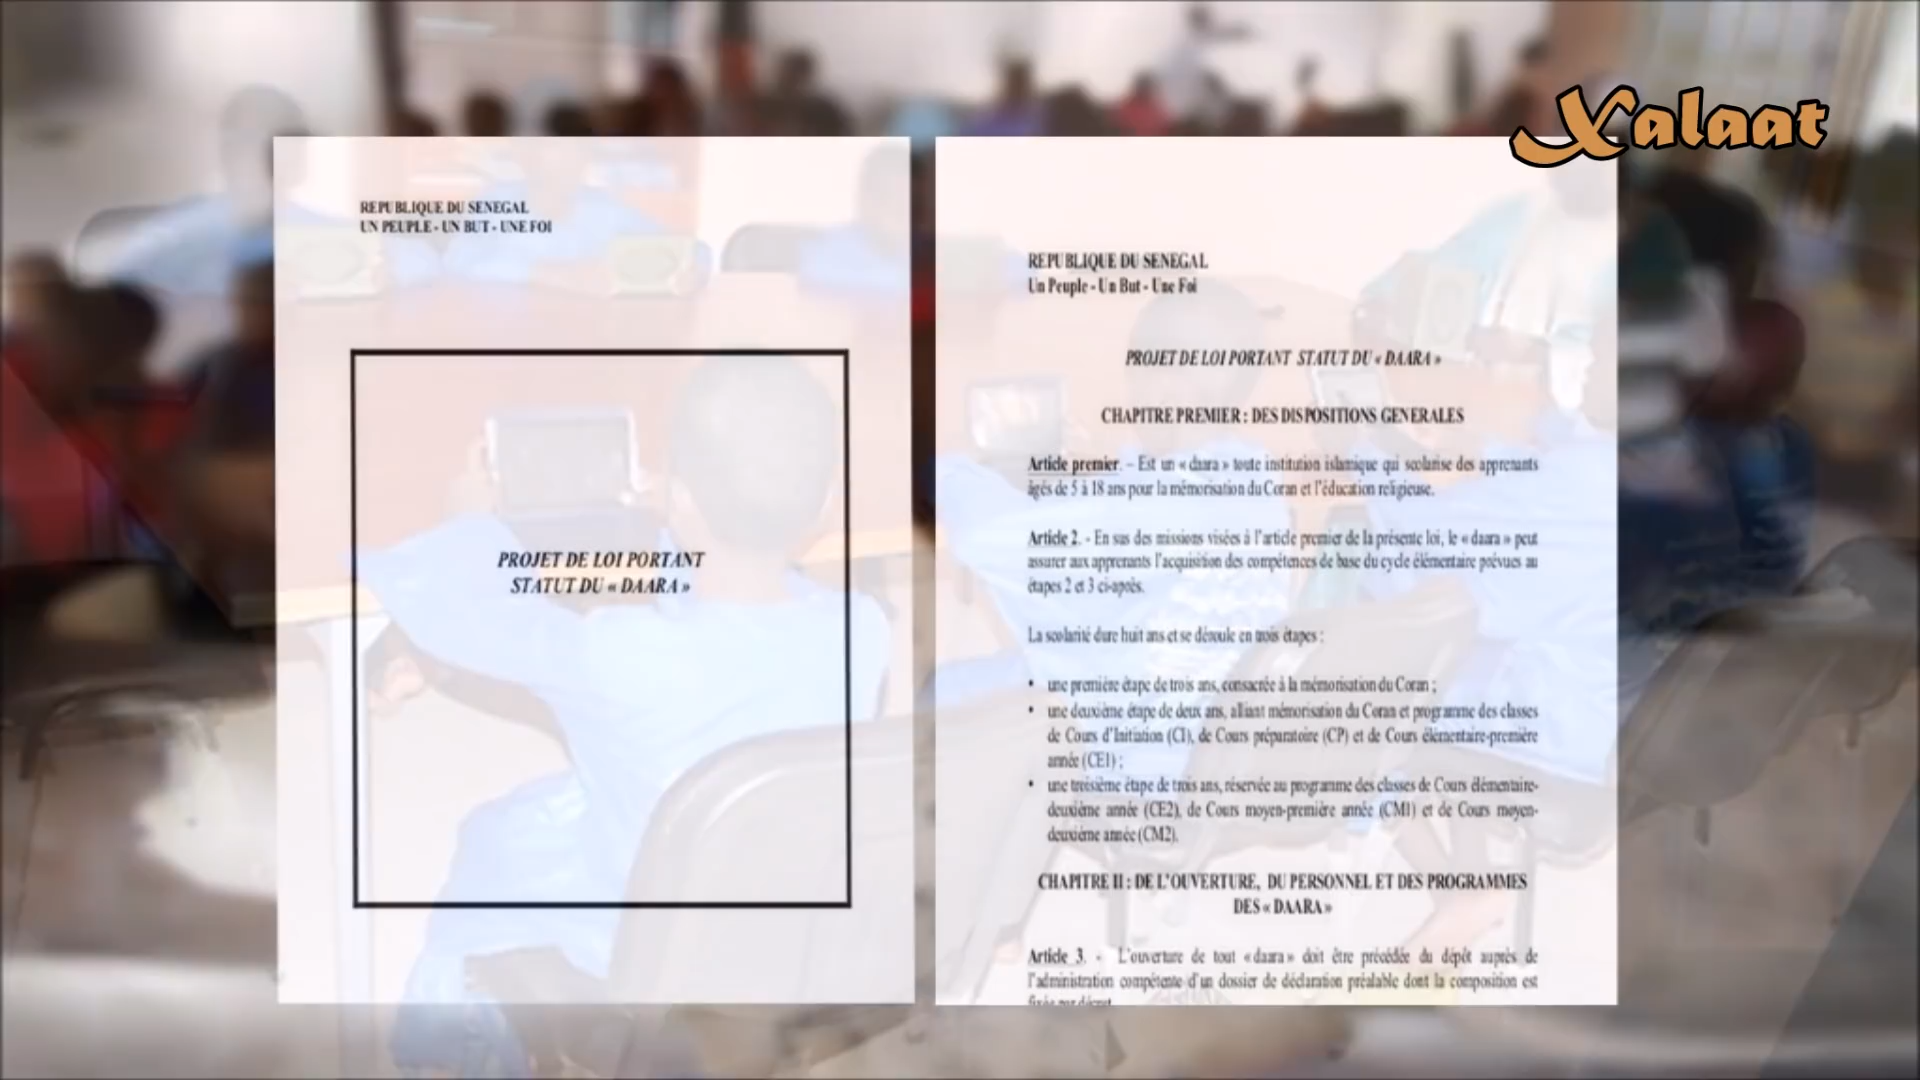 Xalaat
REPUBLIQUE DU SENEGAL
UN PEUPLE - UN BUT - UNE FOI
PROJET DE LOI PORTANT
STATUT DU « DAARA »
REPUBLIQUE DU SENEGAL
Un Peuple - Un But - Une Foi
PROJET DE LOI PORTANT STATUT DU « DAARA »
CHAPITRE PREMIER : DES DISPOSITIONS GENERALES
Article premier. – Est un « daara » toute institution islamique qui scolarise des apprenants
âgés de 5 à 18 ans pour la mémorisation du Coran et l'éducation religieuse.
Article 2. - En sus des missions visées à l'article premier de la présente loi, le « daara » peut
assurer aux apprenants l'acquisition des compétences de base du cycle élémentaire prévues au
étapes 2 et 3 ci-après.
La scolarité dure huit ans et se déroule en trois étapes :
• une première étape de trois ans, consacrée à la mémorisation du Coran ;
• une deuxième étape de deux ans, alliant mémorisation du Coran et programme des classes
de Cours d'Initiation (CI), de Cours préparatoire (CP) et de Cours élémentaire-première
année (CE1) ;
• une troisième étape de trois ans, réservée au programme des classes de Cours élémentaire-
deuxième année (CE2), de Cours moyen-première année (CM1) et de Cours moyen-
deuxième année (CM2).
CHAPITRE II : DE L'OUVERTURE, DU PERSONNEL ET DES PROGRAMMES
DES « DAARA »
Article 3. - L'ouverture de tout « daara » doit être précédée du dépôt auprès de
l'administration compétente d'un dossier de déclaration préalable dont la composition est
fixée par décret.